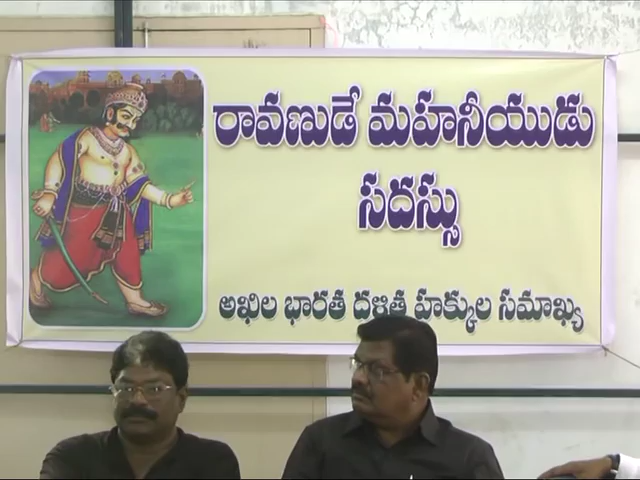 రావణుడే మహనీయుడు
సదస్సు
అఖిల భారత దళిత హక్కుల సమాఖ్య